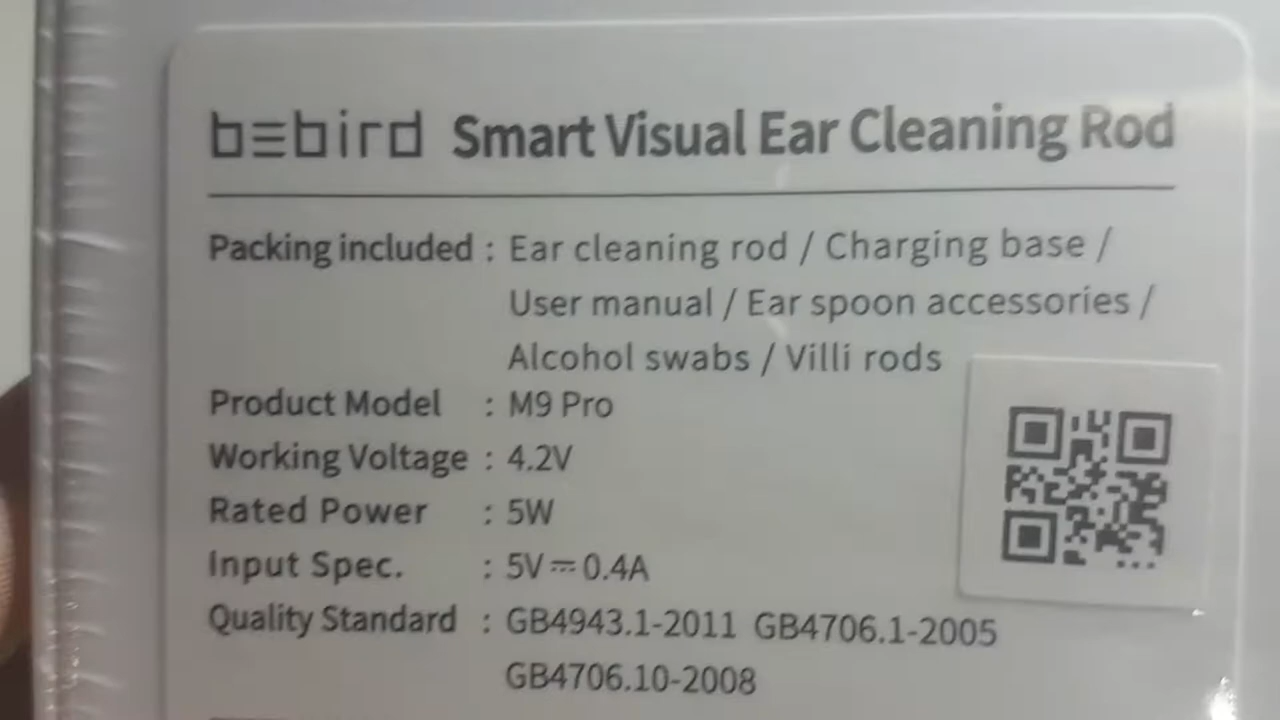 bebird Smart Visual Ear Cleaning Rod
Packing included : Ear cleaning rod / Charging base /
User manual / Ear spoon accessories /
Alcohol swabs / Villi rods
Product Model : M9 Pro
Working Voltage : 4.2V
Rated Power : 5W
Input Spec. : 5V⎓0.4A
Quality Standard : GB4943.1-2011 GB4706.1-2005
GB4706.10-2008